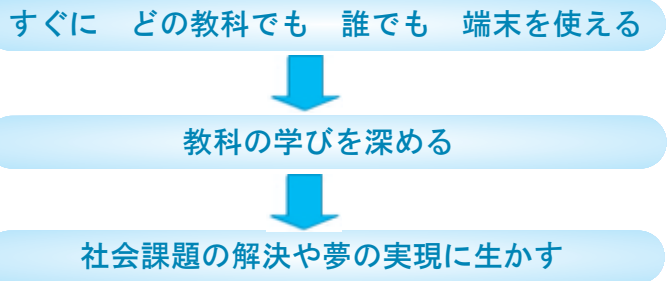 すぐに　どの教科でも　誰でも　端末を使える
教科の学びを深める
社会課題の解決や夢の実現に生かす